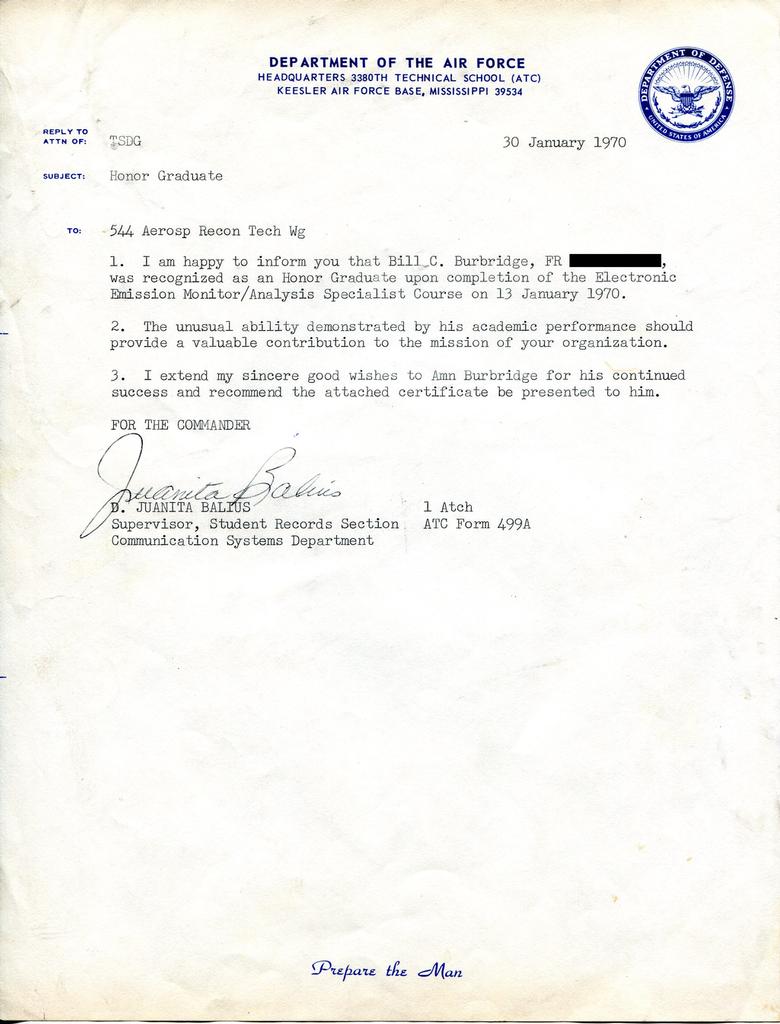 DEPARTMENT OF THE AIR FORCE
HEADQUARTERS 3380TH TECHNICAL SCHOOL (ATC)
KEESLER AIR FORCE BASE, MISSISSIPPI 39534
DEPARTMENT OF DEFENSE
UNITED STATES OF AMERICA
REPLY TO
ATTN OF: TSDG 30 January 1970
SUBJECT: Honor Graduate
TO: 544 Aerosp Recon Tech Wg
1. I am happy to inform you that Bill C. Burbridge, FR ,
was recognized as an Honor Graduate upon completion of the Electronic
Emission Monitor/Analysis Specialist Course on 13 January 1970.
2. The unusual ability demonstrated by his academic performance should
provide a valuable contribution to the mission of your organization.
3. I extend my sincere good wishes to Amn Burbridge for his continued
success and recommend the attached certificate be presented to him.
FOR THE COMMANDER
Juanita Balius
D. JUANITA BALIUS 1 Atch
Supervisor, Student Records Section ATC Form 499A
Communication Systems Department
Prepare the Man